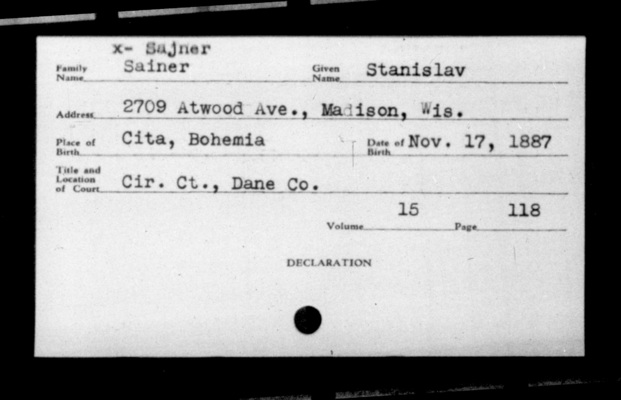 x- Sajner
Family Name Sainer Given Name Stanislav
Address 2709 Atwood Ave., Madison, Wis.
Place of Birth Cita, Bohemia Date of Birth Nov. 17, 1887
Title and Location of Court Cir. Ct., Dane Co.
Volume 15 Page 118
DECLARATION